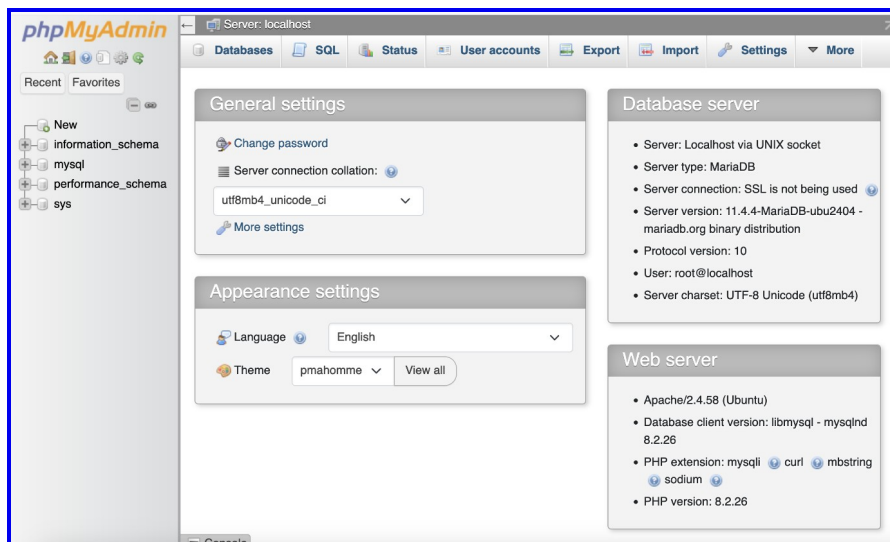 phpMyAdmin
Recent Favorites
New
information_schema
mysql
performance_schema
sys
Server: localhost
Databases SQL Status User accounts Export Import Settings More
General settings
Change password
Server connection collation:
utf8mb4_unicode_ci
More settings
Appearance settings
Language English
Theme pmahomme View all
Database server
• Server: Localhost via UNIX socket
• Server type: MariaDB
• Server connection: SSL is not being used
• Server version: 11.4.4-MariaDB-ubu2404 -
mariadb.org binary distribution
• Protocol version: 10
• User: root@localhost
• Server charset: UTF-8 Unicode (utf8mb4)
Web server
• Apache/2.4.58 (Ubuntu)
• Database client version: libmysql - mysqlnd
8.2.26
• PHP extension: mysqli curl mbstring
sodium
• PHP version: 8.2.26
Console